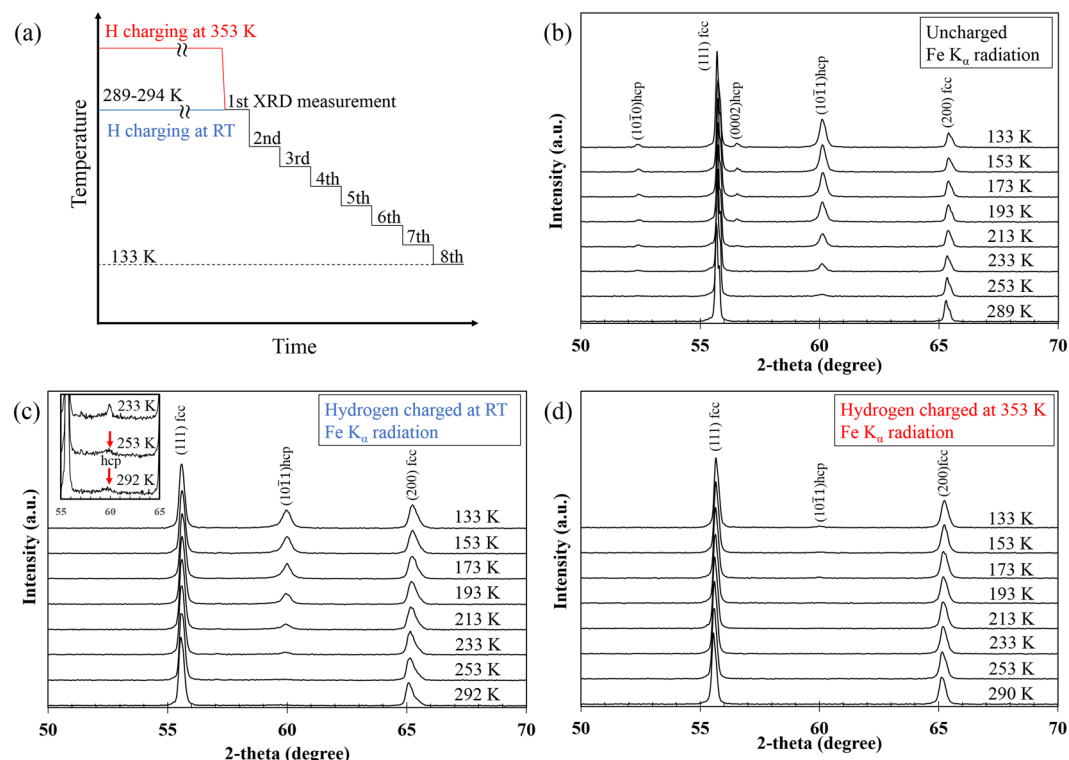 (a)
H charging at 353 K
289-294 K
1st XRD measurement
H charging at RT
2nd
3rd
4th
5th
6th
7th
8th
133 K
Temperature
Time
(b)
Uncharged
Fe Kα radiation
(101̄0)hcp
(111) fcc
(0002)hcp
(101̄1)hcp
(200) fcc
133 K
153 K
173 K
193 K
213 K
233 K
253 K
289 K
Intensity (a.u.)
50 55 60 65 70
2-theta (degree)
(c)
233 K
253 K
hcp
292 K
55 60 65
Hydrogen charged at RT
Fe Kα radiation
(111) fcc
(101̄1)hcp
(200) fcc
133 K
153 K
173 K
193 K
213 K
233 K
253 K
292 K
Intensity (a.u.)
50 55 60 65 70
2-theta (degree)
(d)
Hydrogen charged at 353 K
Fe Kα radiation
(111) fcc
(101̄1)hcp
(200)fcc
133 K
153 K
173 K
193 K
213 K
233 K
253 K
290 K
Intensity (a.u.)
50 55 60 65 70
2-theta (degree)